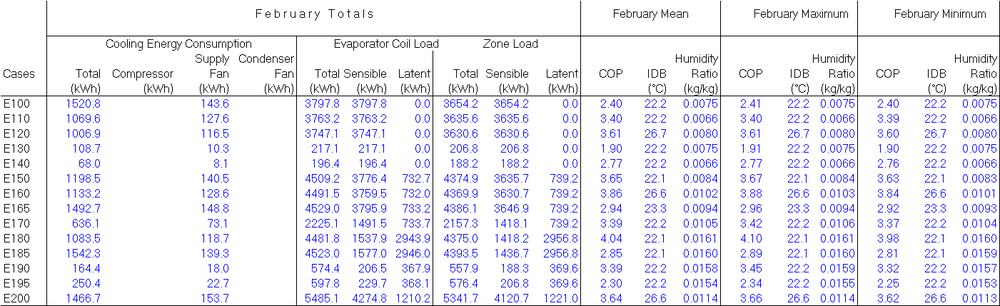 February Totals February Mean February Maximum February Minimum
Cooling Energy Consumption Evaporator Coil Load Zone Load
Supply Condenser Humidity Humidity Humidity
Cases Total Compressor Fan Fan Total Sensible Latent Total Sensible Latent COP IDB Ratio COP IDB Ratio COP IDB Ratio
(kWh) (kWh) (kWh) (kWh) (kWh) (kWh) (kWh) (kWh) (kWh) (kWh) (°C) (kg/kg) (°C) (kg/kg) (°C) (kg/kg)
E100 1520.8 143.6 3797.8 3797.8 0.0 3654.2 3654.2 0.0 2.40 22.2 0.0075 2.41 22.2 0.0075 2.40 22.2 0.0075
E110 1069.6 127.6 3763.2 3763.2 0.0 3635.6 3635.6 0.0 3.40 22.2 0.0066 3.40 22.2 0.0066 3.39 22.2 0.0066
E120 1006.9 116.5 3747.1 3747.1 0.0 3630.6 3630.6 0.0 3.61 26.7 0.0080 3.61 26.7 0.0080 3.60 26.7 0.0080
E130 108.7 10.3 217.1 217.1 0.0 206.8 206.8 0.0 1.90 22.2 0.0075 1.91 22.2 0.0075 1.90 22.2 0.0075
E140 68.0 8.1 196.4 196.4 0.0 188.2 188.2 0.0 2.77 22.2 0.0066 2.77 22.2 0.0066 2.76 22.2 0.0066
E150 1198.5 140.5 4509.2 3776.4 732.7 4374.9 3635.7 739.2 3.65 22.1 0.0084 3.67 22.1 0.0084 3.63 22.1 0.0083
E160 1133.2 128.6 4491.5 3759.5 732.0 4369.9 3630.7 739.2 3.86 26.6 0.0102 3.88 26.6 0.0103 3.84 26.6 0.0101
E165 1492.7 148.8 4529.0 3795.9 733.2 4386.1 3646.9 739.2 2.94 23.3 0.0094 2.96 23.3 0.0094 2.92 23.3 0.0093
E170 636.1 73.1 2225.1 1491.5 733.7 2157.3 1418.1 739.2 3.39 22.2 0.0105 3.42 22.2 0.0106 3.37 22.2 0.0104
E180 1083.5 118.7 4481.8 1537.9 2943.9 4375.0 1418.2 2956.8 4.04 22.1 0.0161 4.10 22.1 0.0161 3.98 22.1 0.0160
E185 1542.3 139.3 4523.0 1577.0 2946.0 4393.5 1436.7 2956.8 2.85 22.1 0.0160 2.89 22.1 0.0160 2.81 22.1 0.0159
E190 164.4 18.0 574.4 206.5 367.9 557.9 188.3 369.6 3.39 22.2 0.0158 3.45 22.2 0.0159 3.32 22.2 0.0157
E195 250.4 22.7 597.8 229.7 368.1 576.4 206.8 369.6 2.30 22.2 0.0154 2.34 22.2 0.0155 2.25 22.2 0.0153
E200 1466.7 153.7 5485.1 4274.8 1210.2 5341.7 4120.7 1221.0 3.64 26.6 0.0114 3.66 26.6 0.0114 3.62 26.6 0.0113